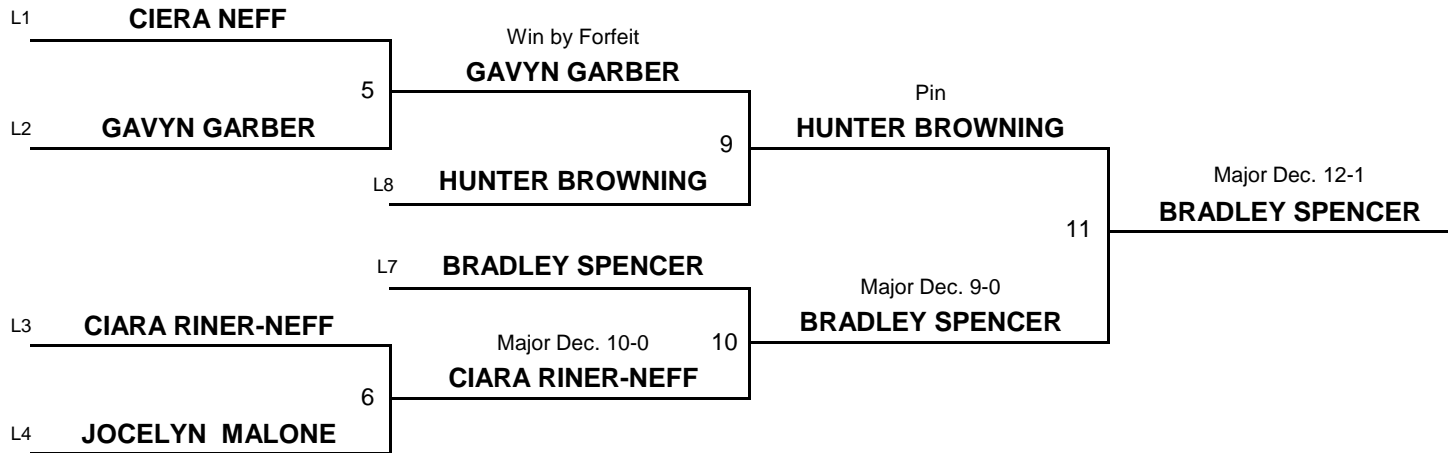 L1 CIERA NEFF
Win by Forfeit
GAVYN GARBER
5
Pin
L2 GAVYN GARBER
HUNTER BROWNING
9
L8 HUNTER BROWNING
Major Dec. 12-1
BRADLEY SPENCER
11
L7 BRADLEY SPENCER
Major Dec. 9-0
BRADLEY SPENCER
L3 CIARA RINER-NEFF
Major Dec. 10-0
10
CIARA RINER-NEFF
6
L4 JOCELYN MALONE